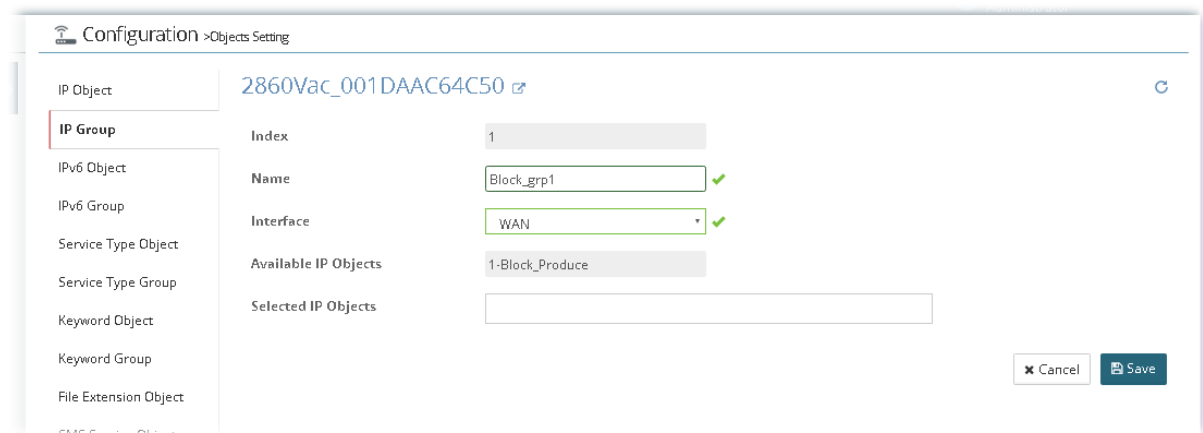 Configuration >Objects Setting
IP Object
IP Group
IPv6 Object
IPv6 Group
Service Type Object
Service Type Group
Keyword Object
Keyword Group
File Extension Object
2860Vac_001DAAC64C50
Index
1
Name
Block_grp1
Interface
WAN
Available IP Objects
1-Block_Produce
Selected IP Objects
Cancel
Save